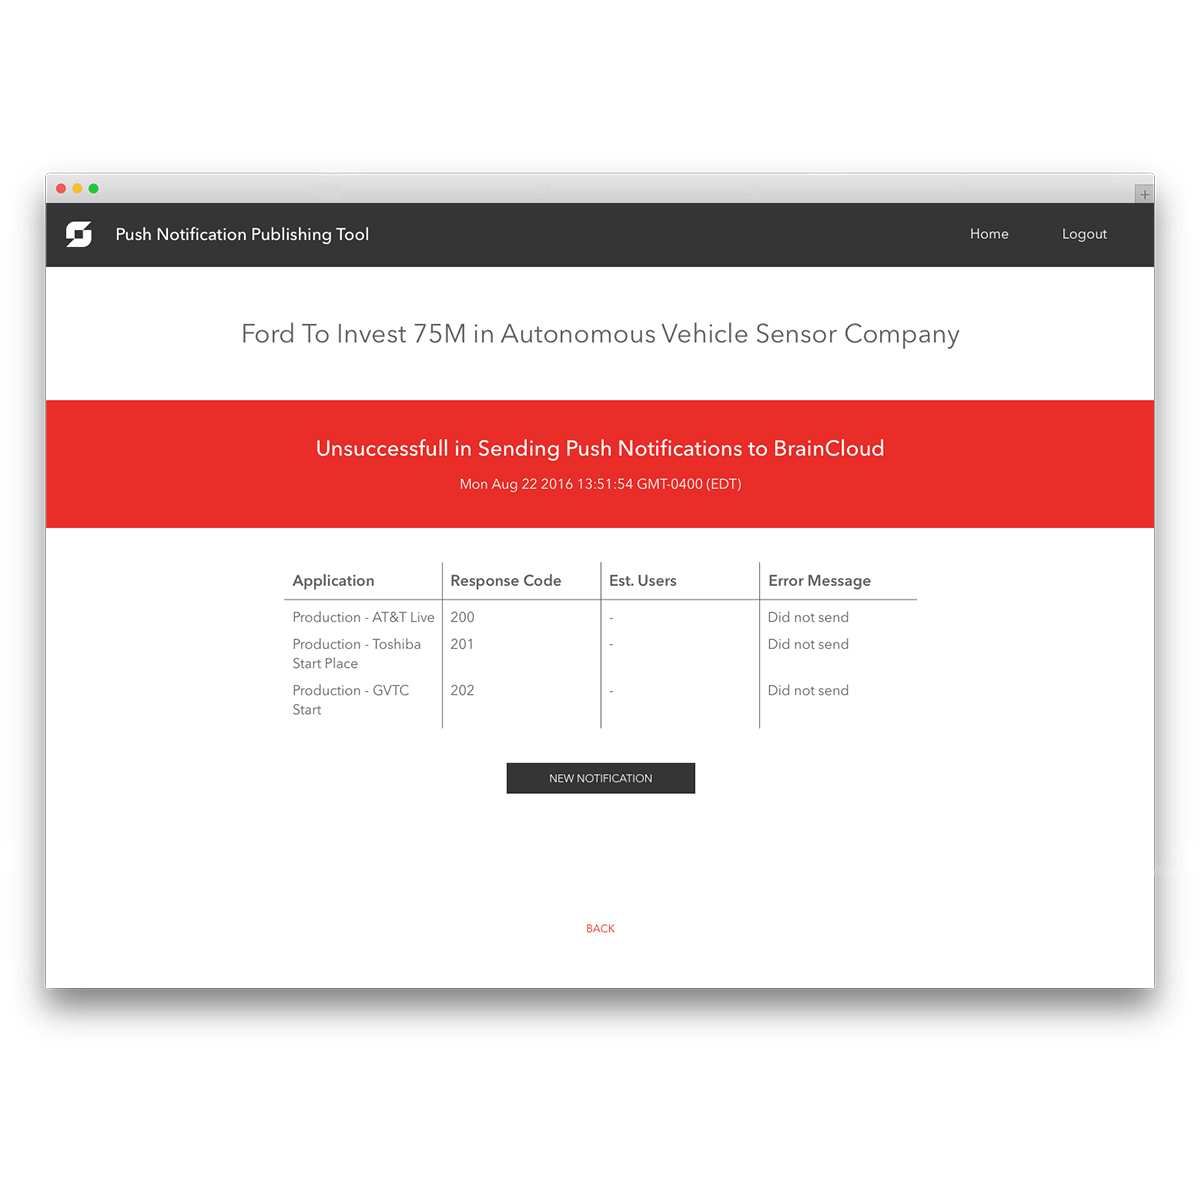 Push Notification Publishing Tool
Home
Logout
Ford To Invest 75M in Autonomous Vehicle Sensor Company
Unsuccessfull in Sending Push Notifications to BrainCloud
Mon Aug 22 2016 13:51:54 GMT-0400 (EDT)
Application Response Code Est. Users Error Message
Production - AT&T Live 200 - Did not send
Production - Toshiba 201 - Did not send
Start Place
Production - GVTC 202 - Did not send
Start
NEW NOTIFICATION
BACK